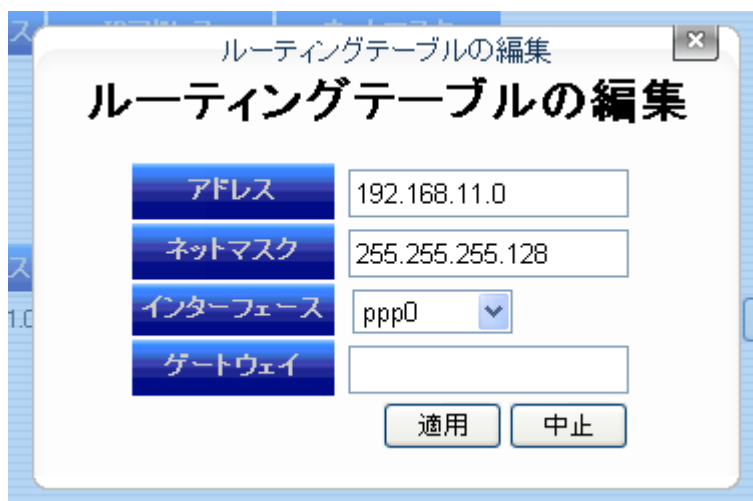 ルーティングテーブルの編集
ルーティングテーブルの編集
アドレス 192.168.11.0
ネットマスク 255.255.255.128
インターフェース ppp0
ゲートウェイ
適用 中止